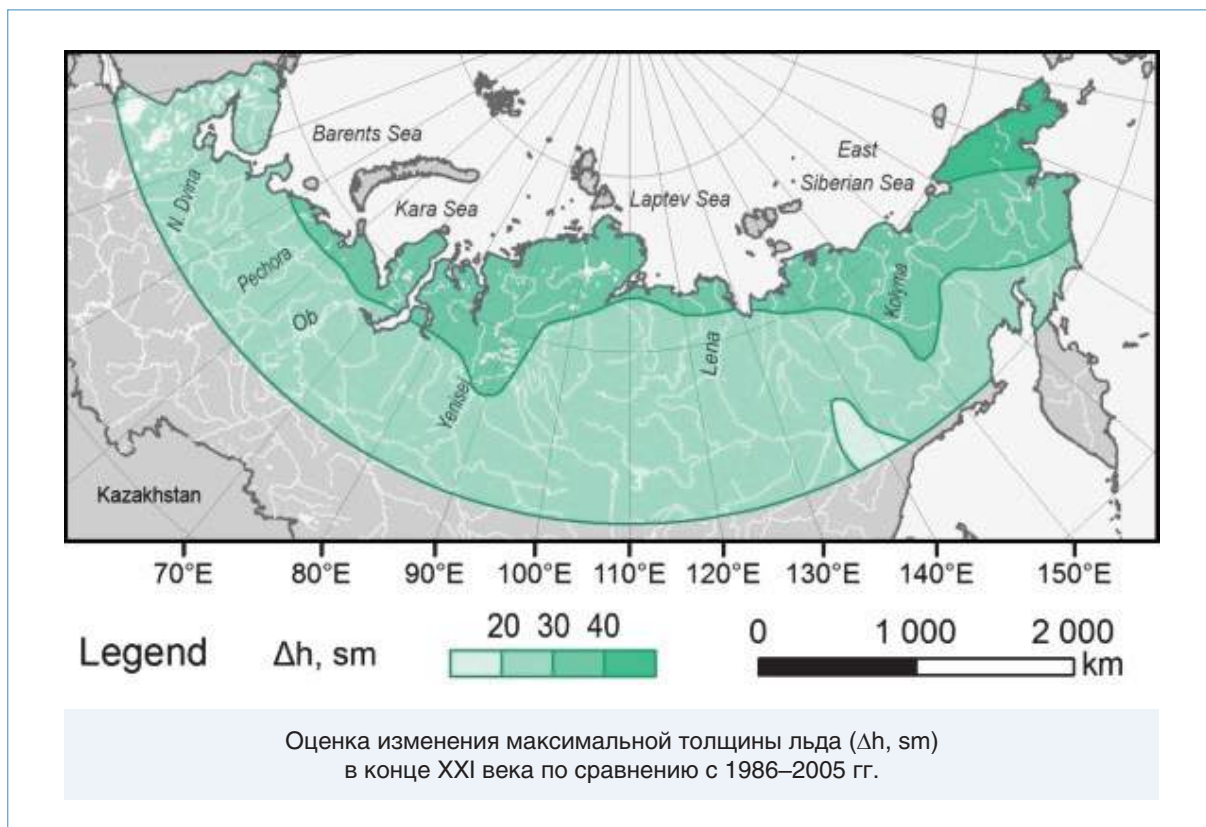 Barents Sea
Kara Sea
Laptev Sea
East
Siberian Sea
N. Dvina
Pechora
Ob
Yenisei
Lena
Kolyma
Kazakhstan
70°E 80°E 90°E 100°E 110°E 120°E 130°E 140°E 150°E
Legend Δh, sm 20 30 40 0 1 000 2 000
km
Оценка изменения максимальной толщины льда (Δh, sm)
в конце XXI века по сравнению с 1986–2005 гг.